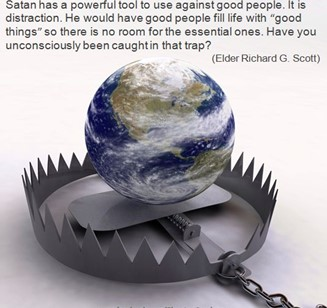 Satan has a powerful tool to use against good people. It is
distraction. He would have good people fill life with "good
things" so there is no room for the essential ones. Have you
unconsciously been caught in that trap?
(Elder Richard G. Scott)